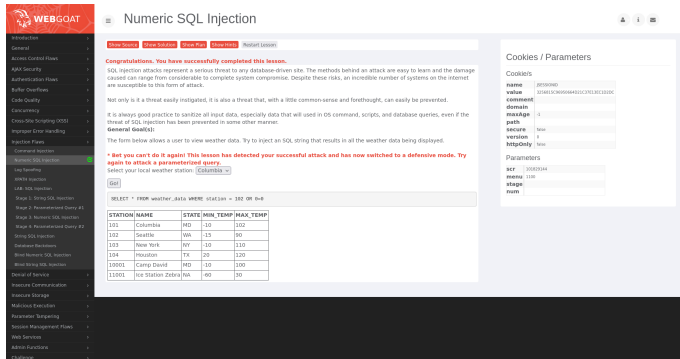 WEBGOAT
Numeric SQL Injection
Introduction
General
Access Control Flaws
AJAX Security
Authentication Flaws
Buffer Overflows
Code Quality
Concurrency
Cross-Site Scripting (XSS)
Improper Error Handling
Injection Flaws
Command Injection
Numeric SQL Injection
Log Spoofing
XPATH Injection
LAB: SQL Injection
Stage 1: String SQL Injection
Stage 2: Parameterized Query #1
Stage 3: Numeric SQL Injection
Stage 4: Parameterized Query #2
String SQL Injection
Database Backdoors
Blind Numeric SQL Injection
Blind String SQL Injection
Denial of Service
Insecure Communication
Insecure Storage
Malicious Execution
Parameter Tampering
Session Management Flaws
Web Services
Admin Functions
Challenge
Show Source Show Solution Show Plan Show Hints Restart Lesson
Congratulations. You have successfully completed this lesson.
SQL injection attacks represent a serious threat to any database-driven site. The methods behind an attack are easy to learn and the damage
caused can range from considerable to complete system compromise. Despite these risks, an incredible number of systems on the internet
are susceptible to this form of attack.
Not only is it a threat easily instigated, it is also a threat that, with a little common-sense and forethought, can easily be prevented.
It is always good practice to sanitize all input data, especially data that will used in OS command, scripts, and database queries, even if the
threat of SQL injection has been prevented in some other manner.
General Goal(s):
The form below allows a user to view weather data. Try to inject an SQL string that results in all the weather data being displayed.
* Bet you can't do it again! This lesson has detected your successful attack and has now switched to a defensive mode. Try
again to attack a parameterized query.
Select your local weather station: Columbia
Go!
SELECT * FROM weather_data WHERE station = 102 OR 0=0
STATION NAME STATE MIN_TEMP MAX_TEMP
101 Columbia MD -10 102
102 Seattle WA -15 90
103 New York NY -10 110
104 Houston TX 20 120
10001 Camp David MD -10 100
11001 Ice Station Zebra NA -60 30
Cookies / Parameters
Cookie/s
name JSESSIONID
value
comment
domain
maxAge -1
path
secure false
version 0
httpOnly false
Parameters
scr
menu 1100
stage
num